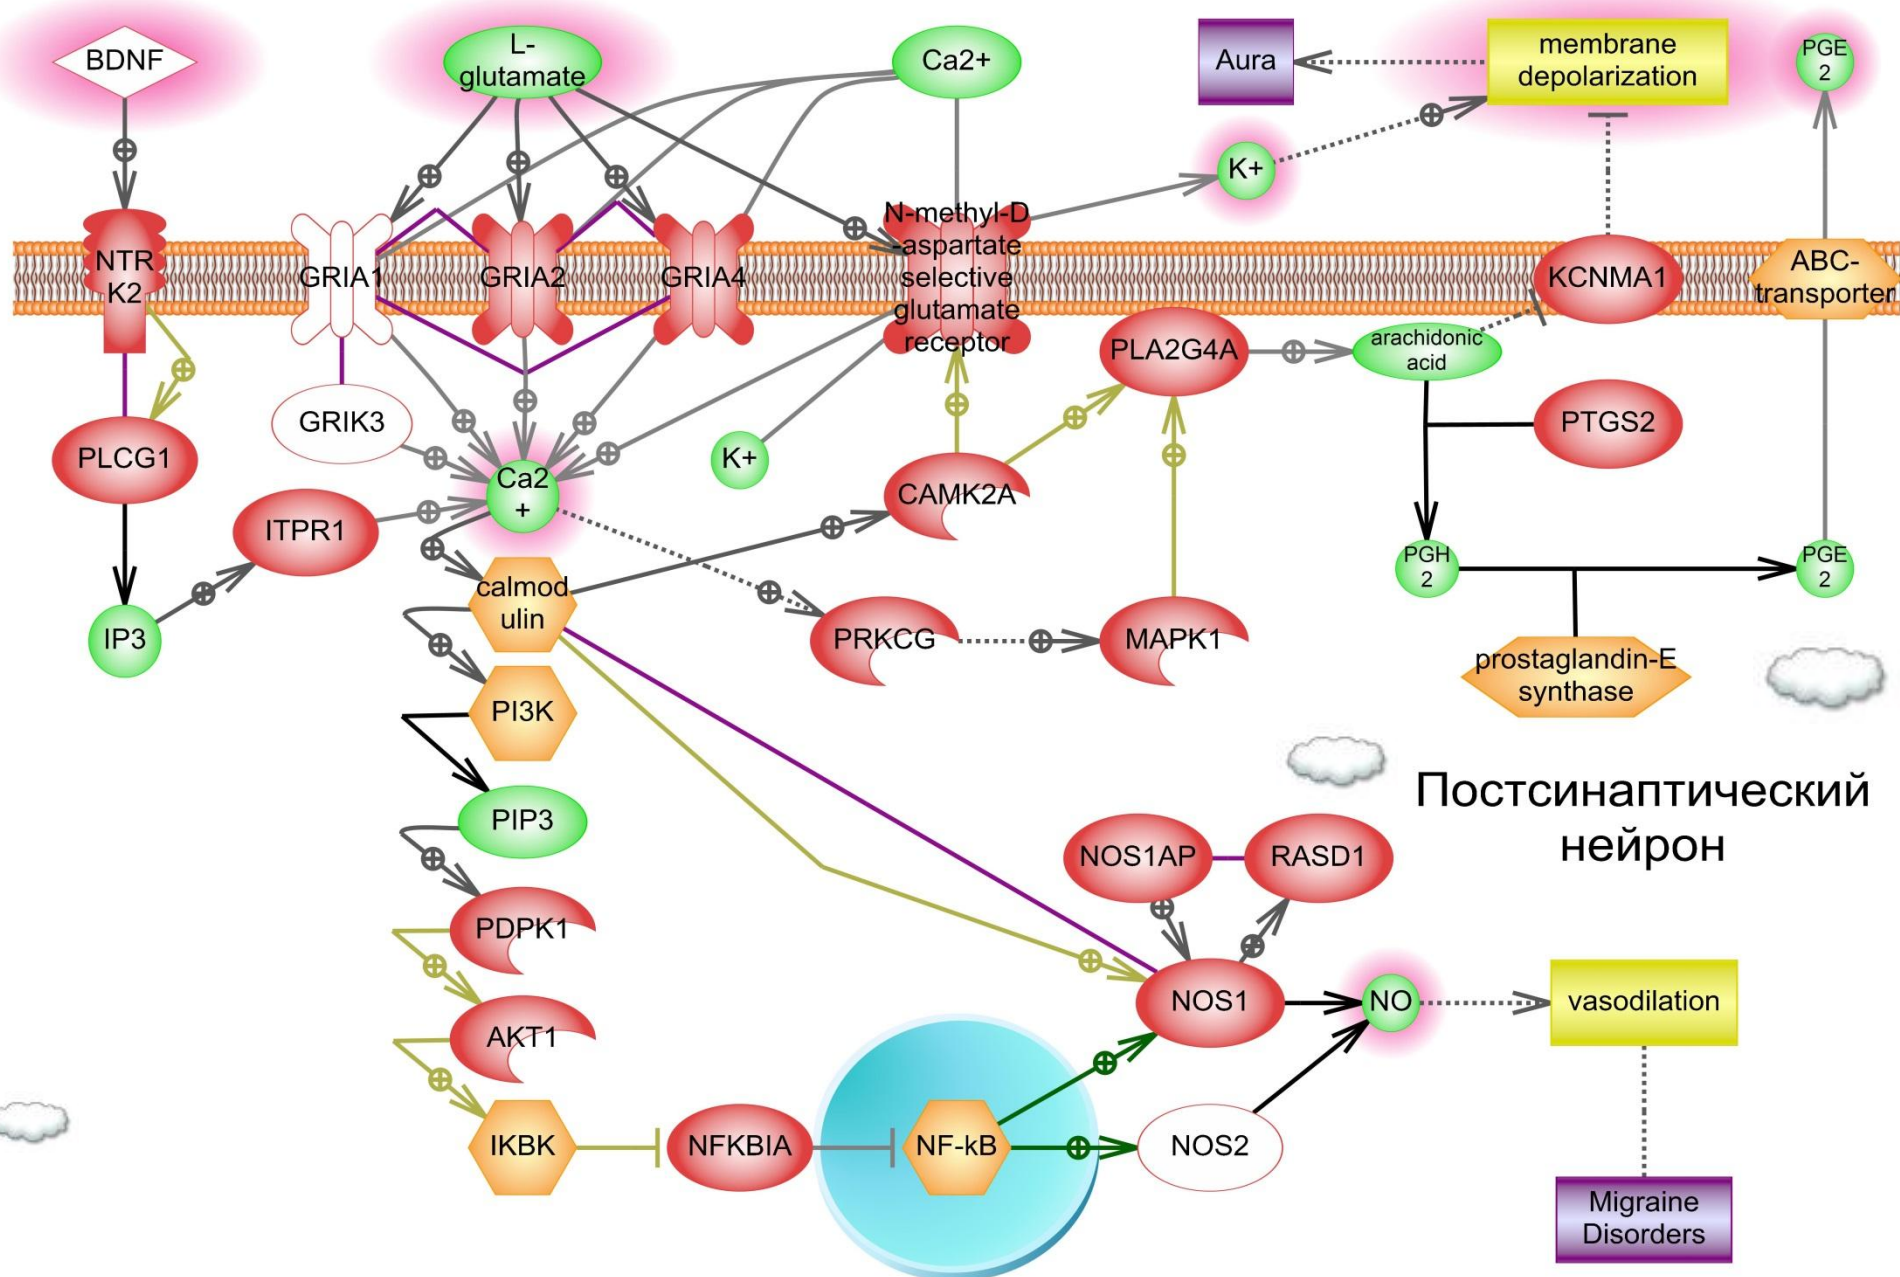 BDNF
L-
glutamate
Ca2+
Aura
membrane
depolarization
PGE
2
K+
NTR
K2
GRIA1
GRIA2
GRIA4
N-methyl-D
-aspartate
selective
glutamate
receptor
KCNMA1
ABC-
transporter
PLA2G4A
arachidonic
acid
GRIK3
PTGS2
PLCG1
K+
Ca2
+
CAMK2A
ITPR1
PGH
2
PGE
2
calmod
ulin
IP3
PRKCG
MAPK1
prostaglandin-E
synthase
PI3K
Постсинаптический
нейрон
PIP3
NOS1AP
RASD1
PDPK1
NOS1
NO
vasodilation
AKT1
IKBK
NFKBIA
NF-kB
NOS2
Migraine
Disorders